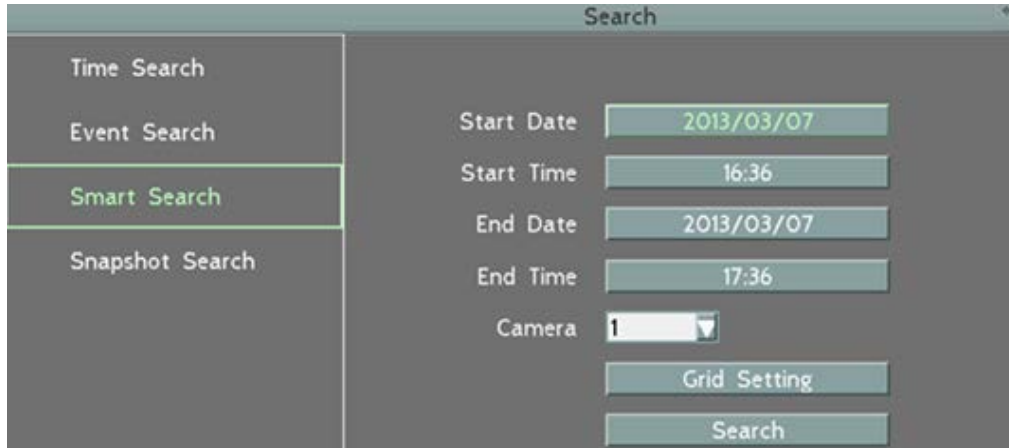 Search
Time Search
Event Search
Smart Search
Snapshot Search
Start Date 2013/03/07
Start Time 16:36
End Date 2013/03/07
End Time 17:36
Camera 1
Grid Setting
Search